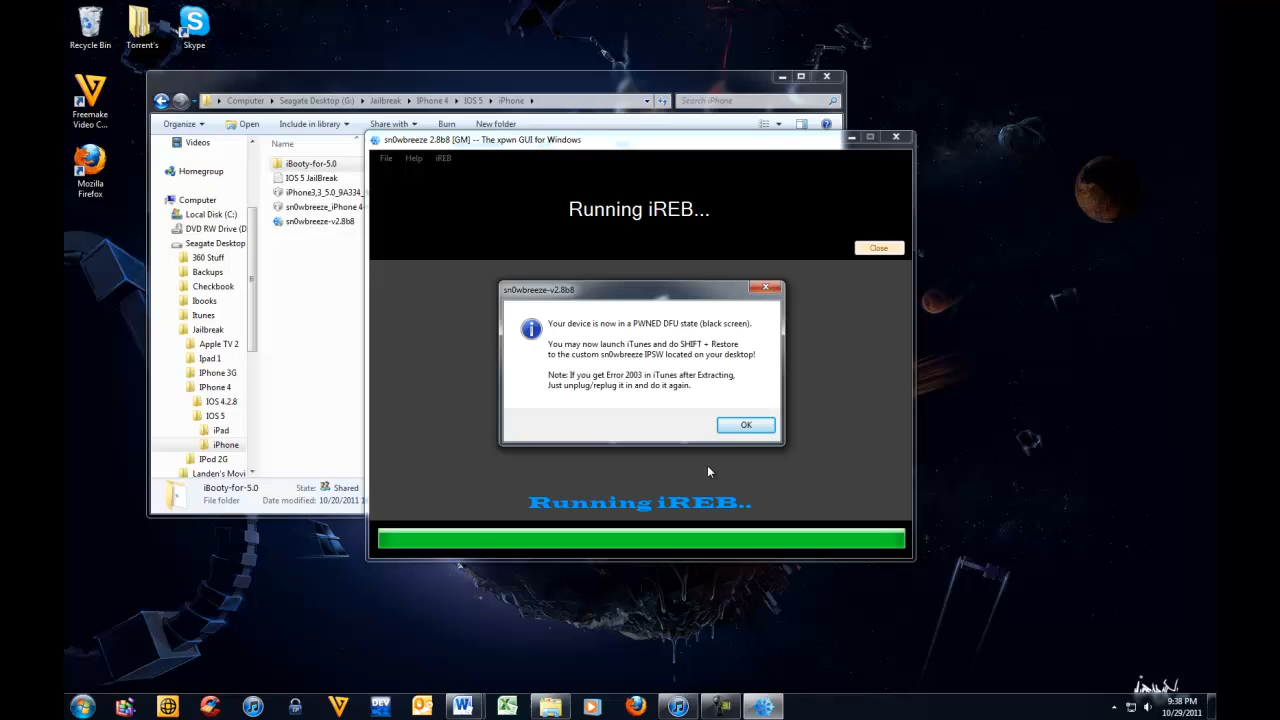 Recycle Bin
Torrent's
Skype
Freemake
Video C...
Mozilla
Firefox
Computer
Seagate Desktop (G:)
Jailbreak
IPhone 4
IOS 5
iPhone
Search iPhone
Organize
Open
Include in library
Share with
Burn
New folder
Videos
Homegroup
Computer
Local Disk (C:)
DVD RW Drive (D
Seagate Desktop
360 Stuff
Backups
Checkbook
Ibooks
Itunes
Jailbreak
Apple TV 2
Ipad 1
IPhone 3G
IPhone 4
IOS 4.2.8
IOS 5
iPad
iPhone
IPod 2G
Landen's Movi
Name
iBooty-for-5.0
IOS 5 JailBreak
iPhone3,3_5.0_9A334_
sn0wbreeze_iPhone 4
sn0wbreeze-v2.8b8
iBooty-for-5.0
State:
Shared
File folder
Date modified: 10/20/2011
sn0wbreeze 2.8b8 [GM] -- The xpwn GUI for Windows
File
Help
iREB
Running iREB...
Close
sn0wbreeze-v2.8b8
Your device is now in a PWNED DFU state (black screen).
You may now launch iTunes and do SHIFT + Restore
to the custom sn0wbreeze IPSW located on your desktop!
Note: If you get Error 2003 in iTunes after Extracting,
Just unplug/replug it in and do it again.
OK
Running iREB..
DEV
9:38 PM
10/29/2011